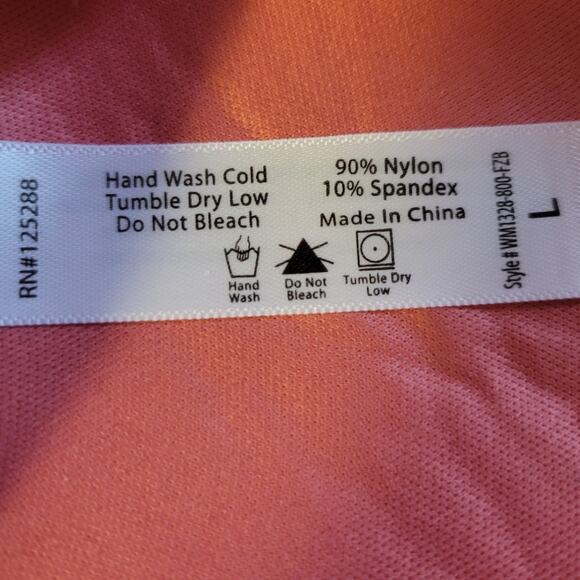 RN#125288
Hand Wash Cold
Tumble Dry Low
Do Not Bleach
90% Nylon
10% Spandex
Made In China
Hand
Wash
Do Not
Bleach
Tumble Dry
Low
Style# WM1328-800-FZB
L